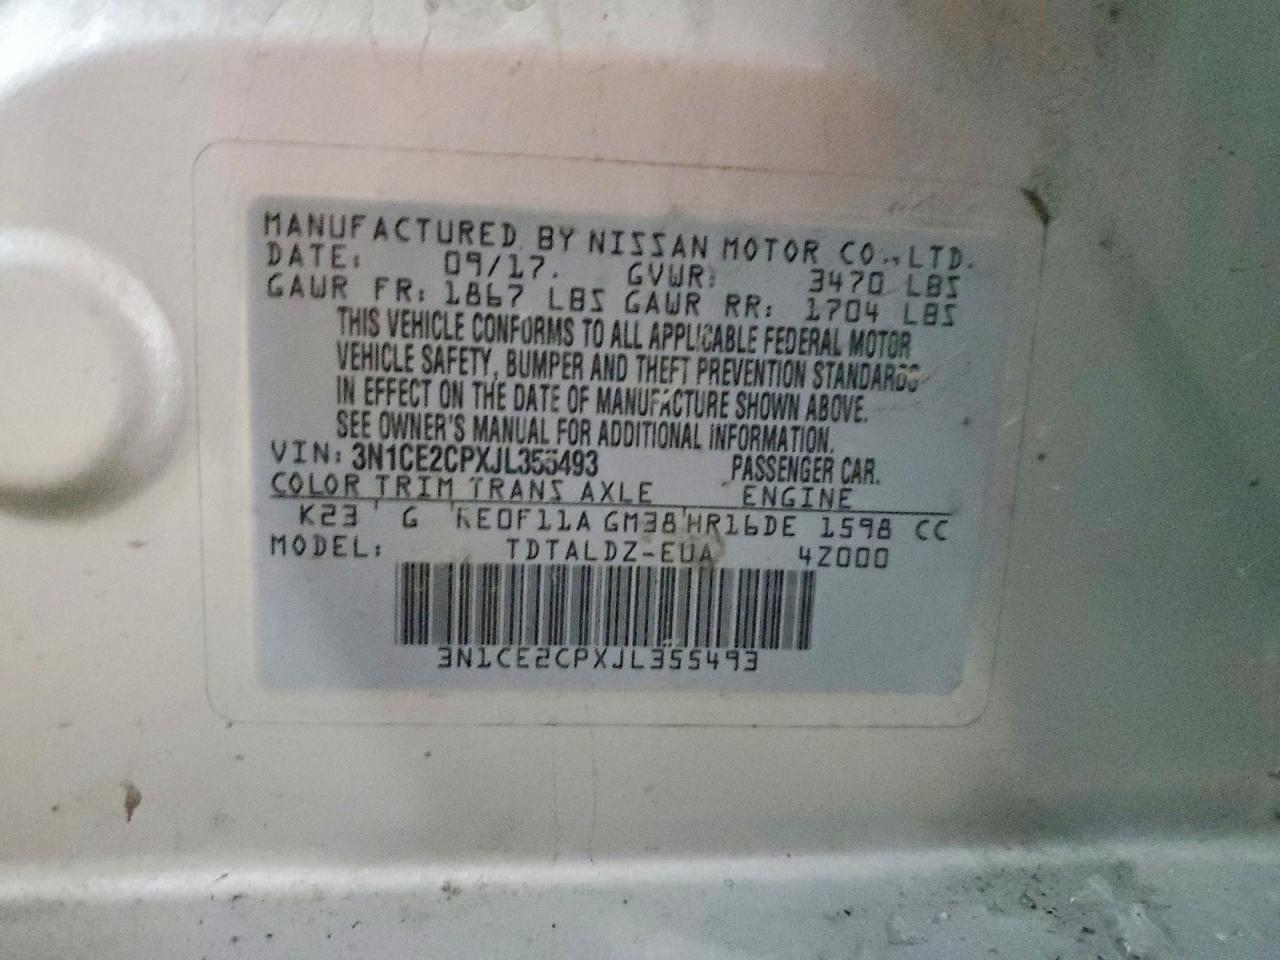 MANUFACTURED BY NISSAN MOTOR CO.,LTD.
DATE: 09/17. GVWR: 3470 LBS
GAWR FR: 1867 LBS GAWR RR: 1704 LBS
THIS VEHICLE CONFORMS TO ALL APPLICABLE FEDERAL MOTOR
VEHICLE SAFETY, BUMPER AND THEFT PREVENTION STANDARDS
IN EFFECT ON THE DATE OF MANUFACTURE SHOWN ABOVE.
SEE OWNER'S MANUAL FOR ADDITIONAL INFORMATION.
VIN: 3N1CE2CPXJL355493 PASSENGER CAR.
COLOR TRIM TRANS AXLE ENGINE
K23 G RE0F11A GM38 HR16DE 1598 CC
MODEL: TDTALDZ-EUA 4Z000
3N1CE2CPXJL355493